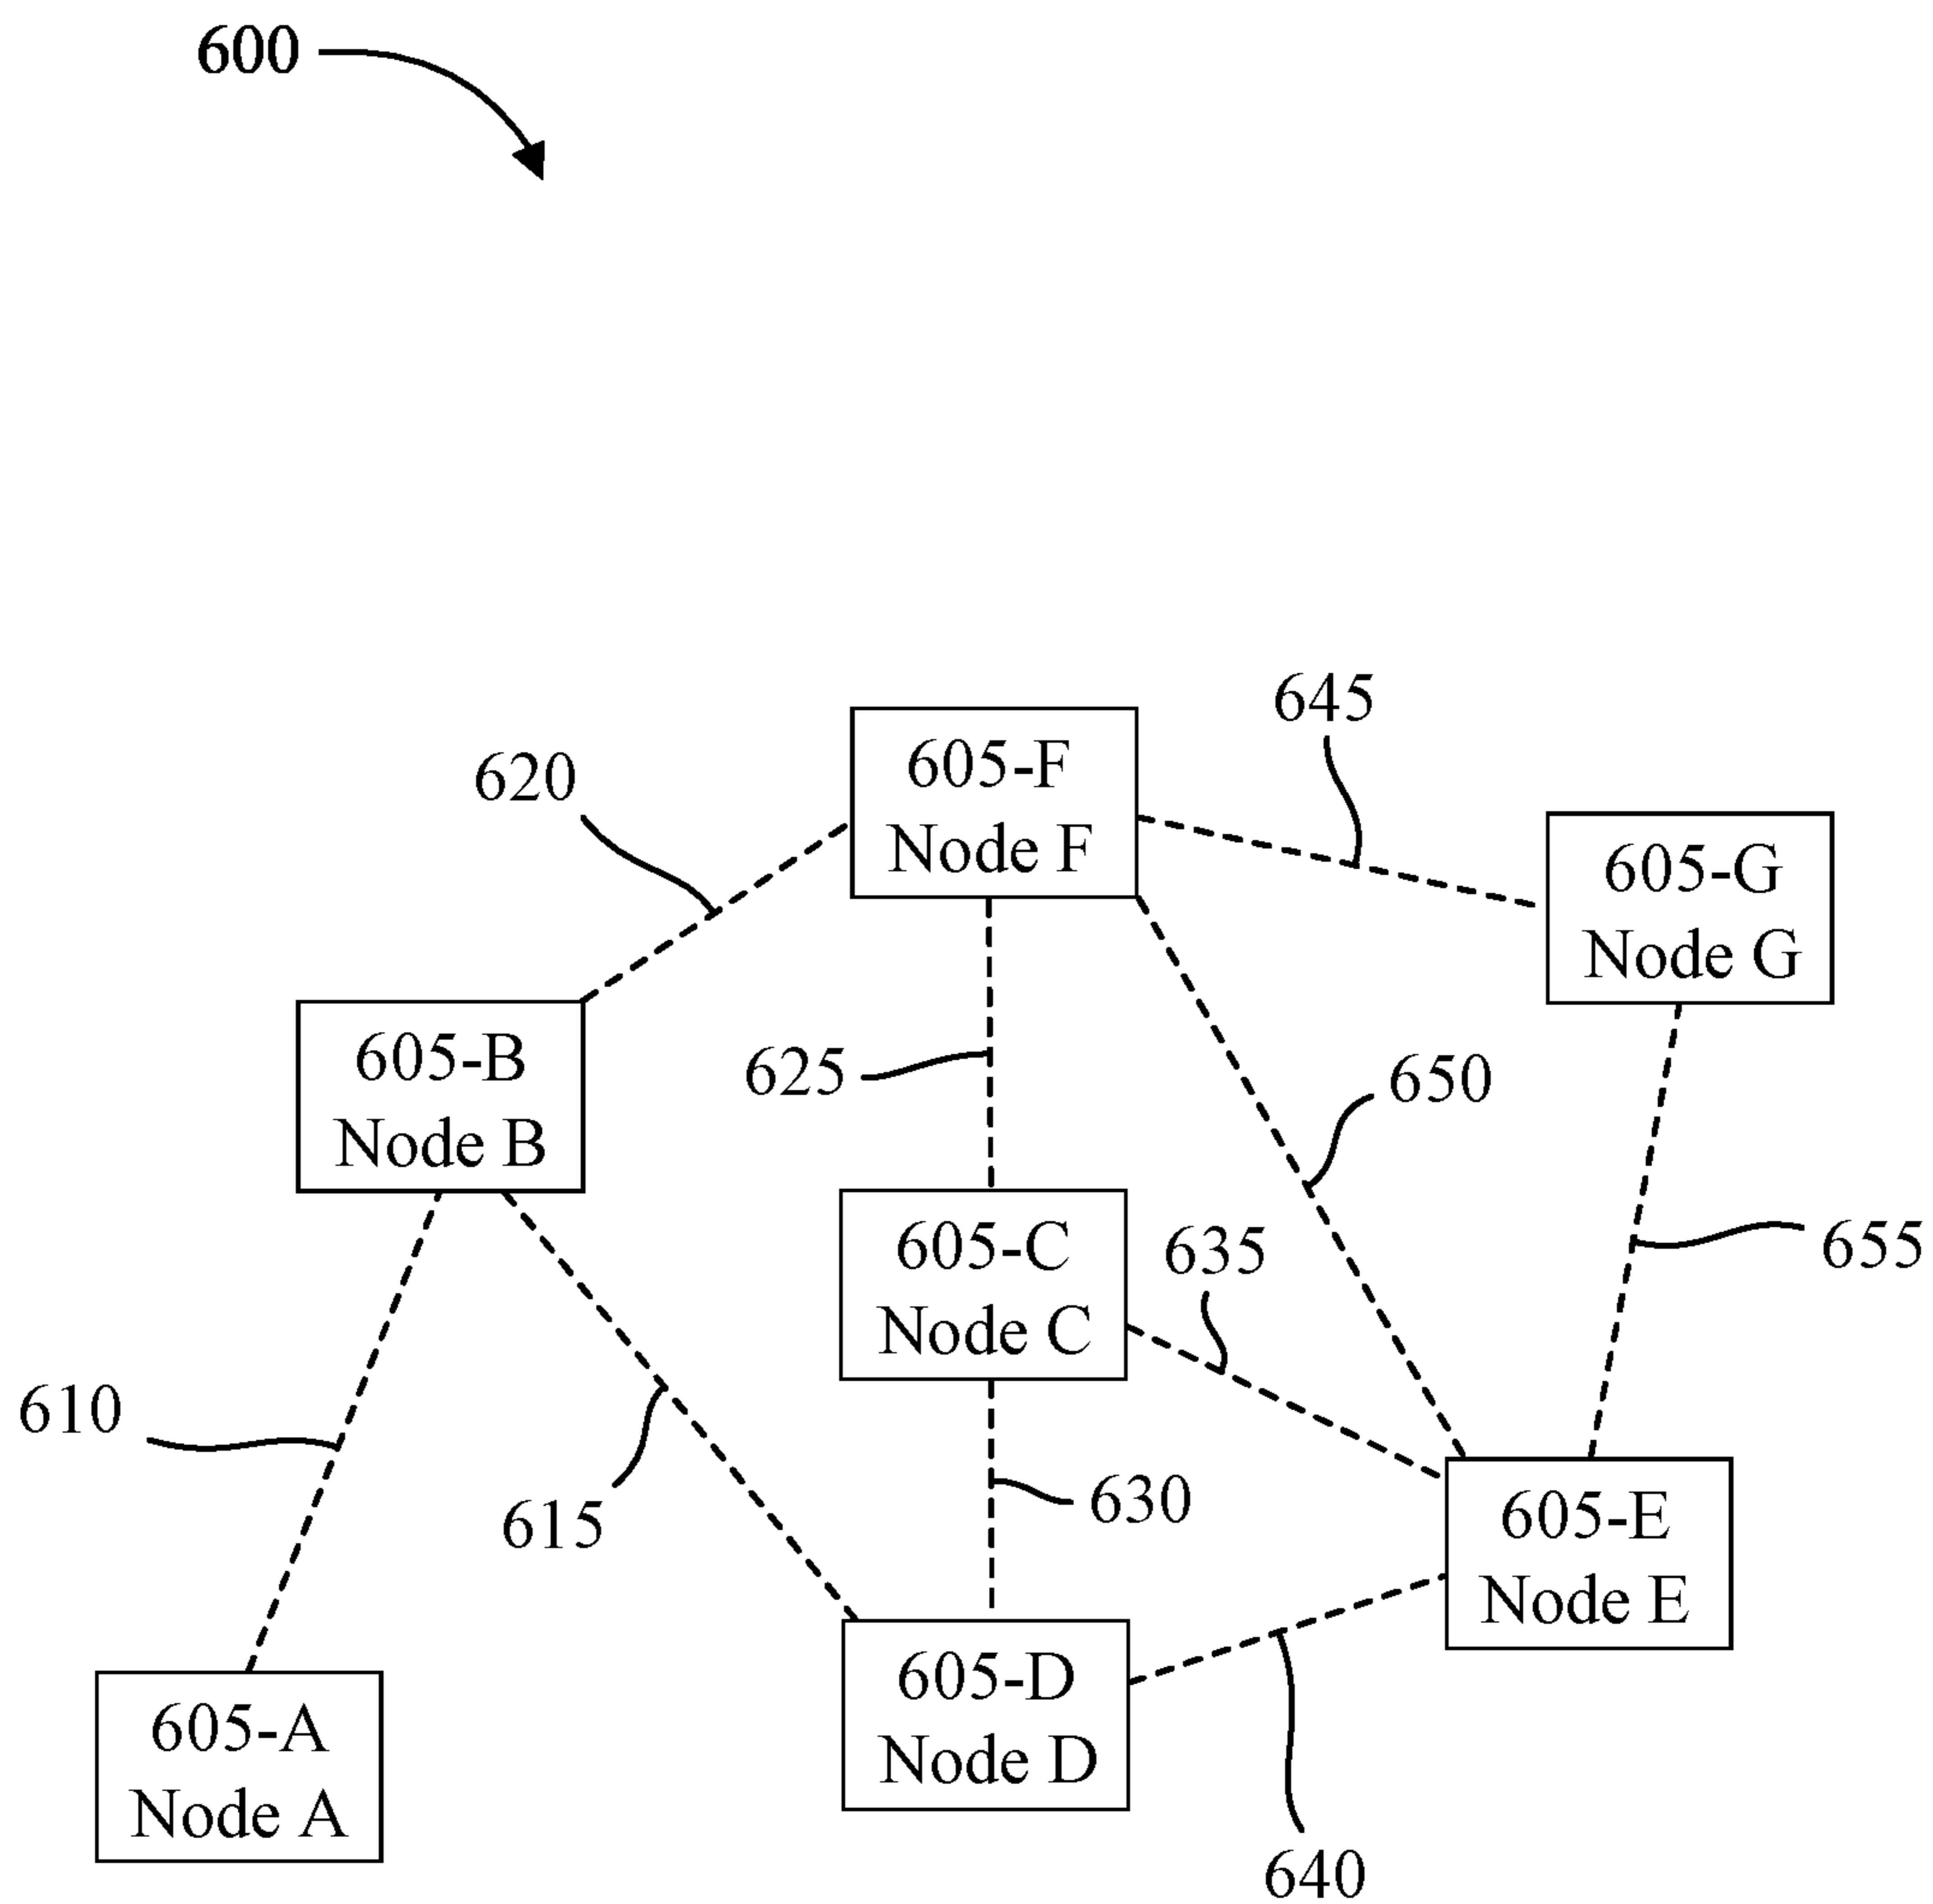 600
645
620
605-F
Node F
605-G
Node G
605-B
Node B
625
650
605-C
Node C
635
655
610
615
630
605-E
Node E
605-D
Node D
605-A
Node A
640